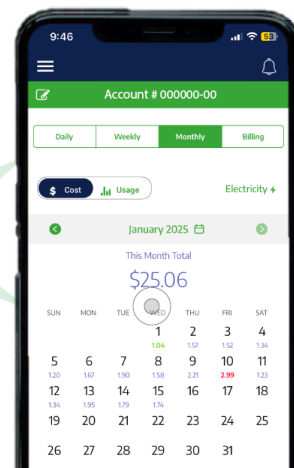 9:46
53
Account # 000000-00
Daily Weekly Monthly Billing
$ Cost Usage Electricity
January 2025
This Month Total
$25.06
SUN MON TUE WED THU FRI SAT
1 2 3 4
1.04 1.57 1.52 1.34
5 6 7 8 9 10 11
1.20 1.67 1.90 1.58 2.21 2.99 1.23
12 13 14 15 16 17 18
1.34 1.95 1.79 1.74
19 20 21 22 23 24 25
26 27 28 29 30 31